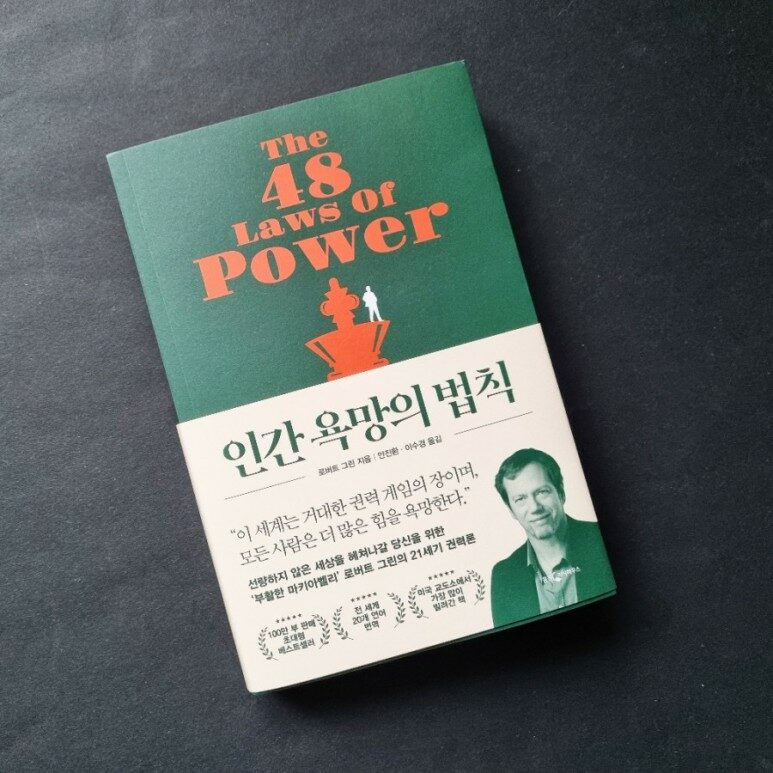 The
48
Laws of
Power
인간 욕망의 법칙
로버트 그린 지음 | 안진환 · 이수경 옮김
“이 세계는 거대한 권력 게임의 장이며,
모든 사람은 더 많은 힘을 욕망한다.”
선량하지 않은 세상을 헤쳐나갈 당신을 위한
‘부활한 마키아벨리’ 로버트 그린의 21세기 권력론
100만 부 판매
초대형
베스트셀러
전 세계
20개 언어
번역
미국 교도소에서
가장 많이
빌려간 책